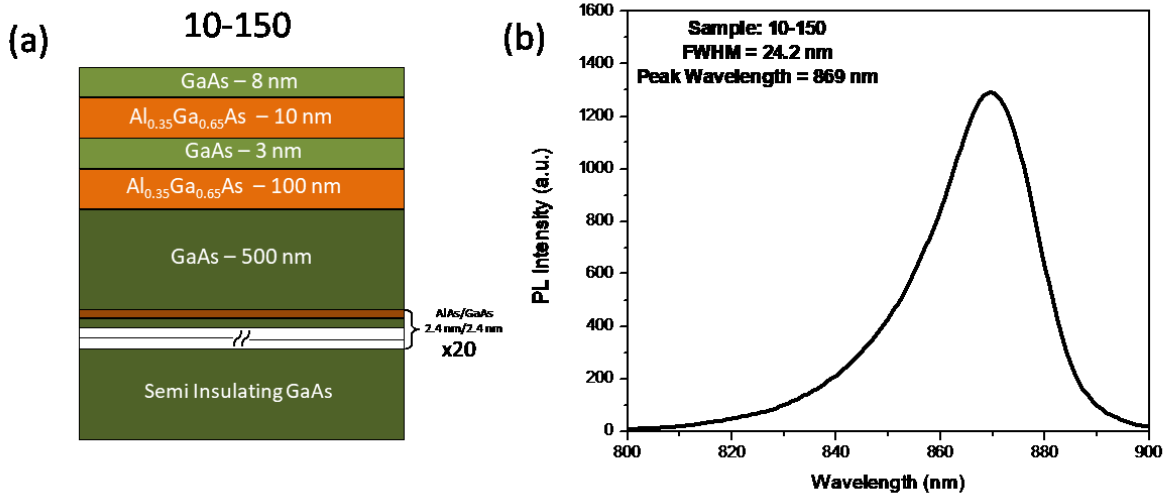 (a)
10-150
GaAs – 8 nm
Al0.35Ga0.65As – 10 nm
GaAs – 3 nm
Al0.35Ga0.65As – 100 nm
GaAs – 500 nm
AlAs/GaAs
2.4 nm/2.4 nm
x20
Semi Insulating GaAs
(b)
Sample: 10-150
FWHM = 24.2 nm
Peak Wavelength = 869 nm
PL Intensity (a.u.)
1600
1400
1200
1000
800
600
400
200
0
800
820
840
860
880
900
Wavelength (nm)